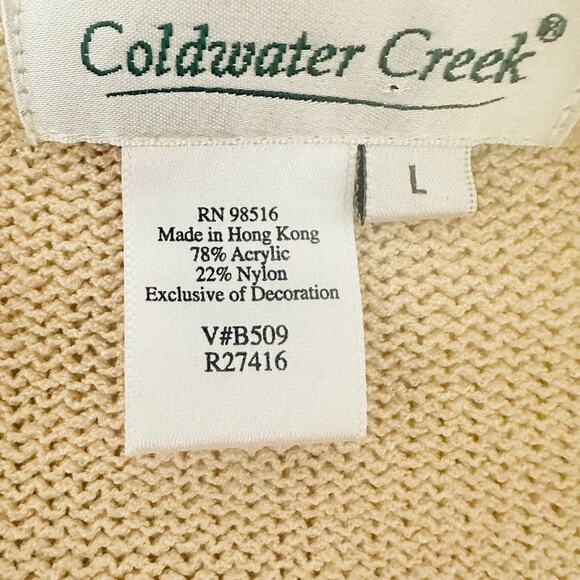 Coldwater Creek®
L
RN 98516
Made in Hong Kong
78% Acrylic
22% Nylon
Exclusive of Decoration
V#B509
R27416